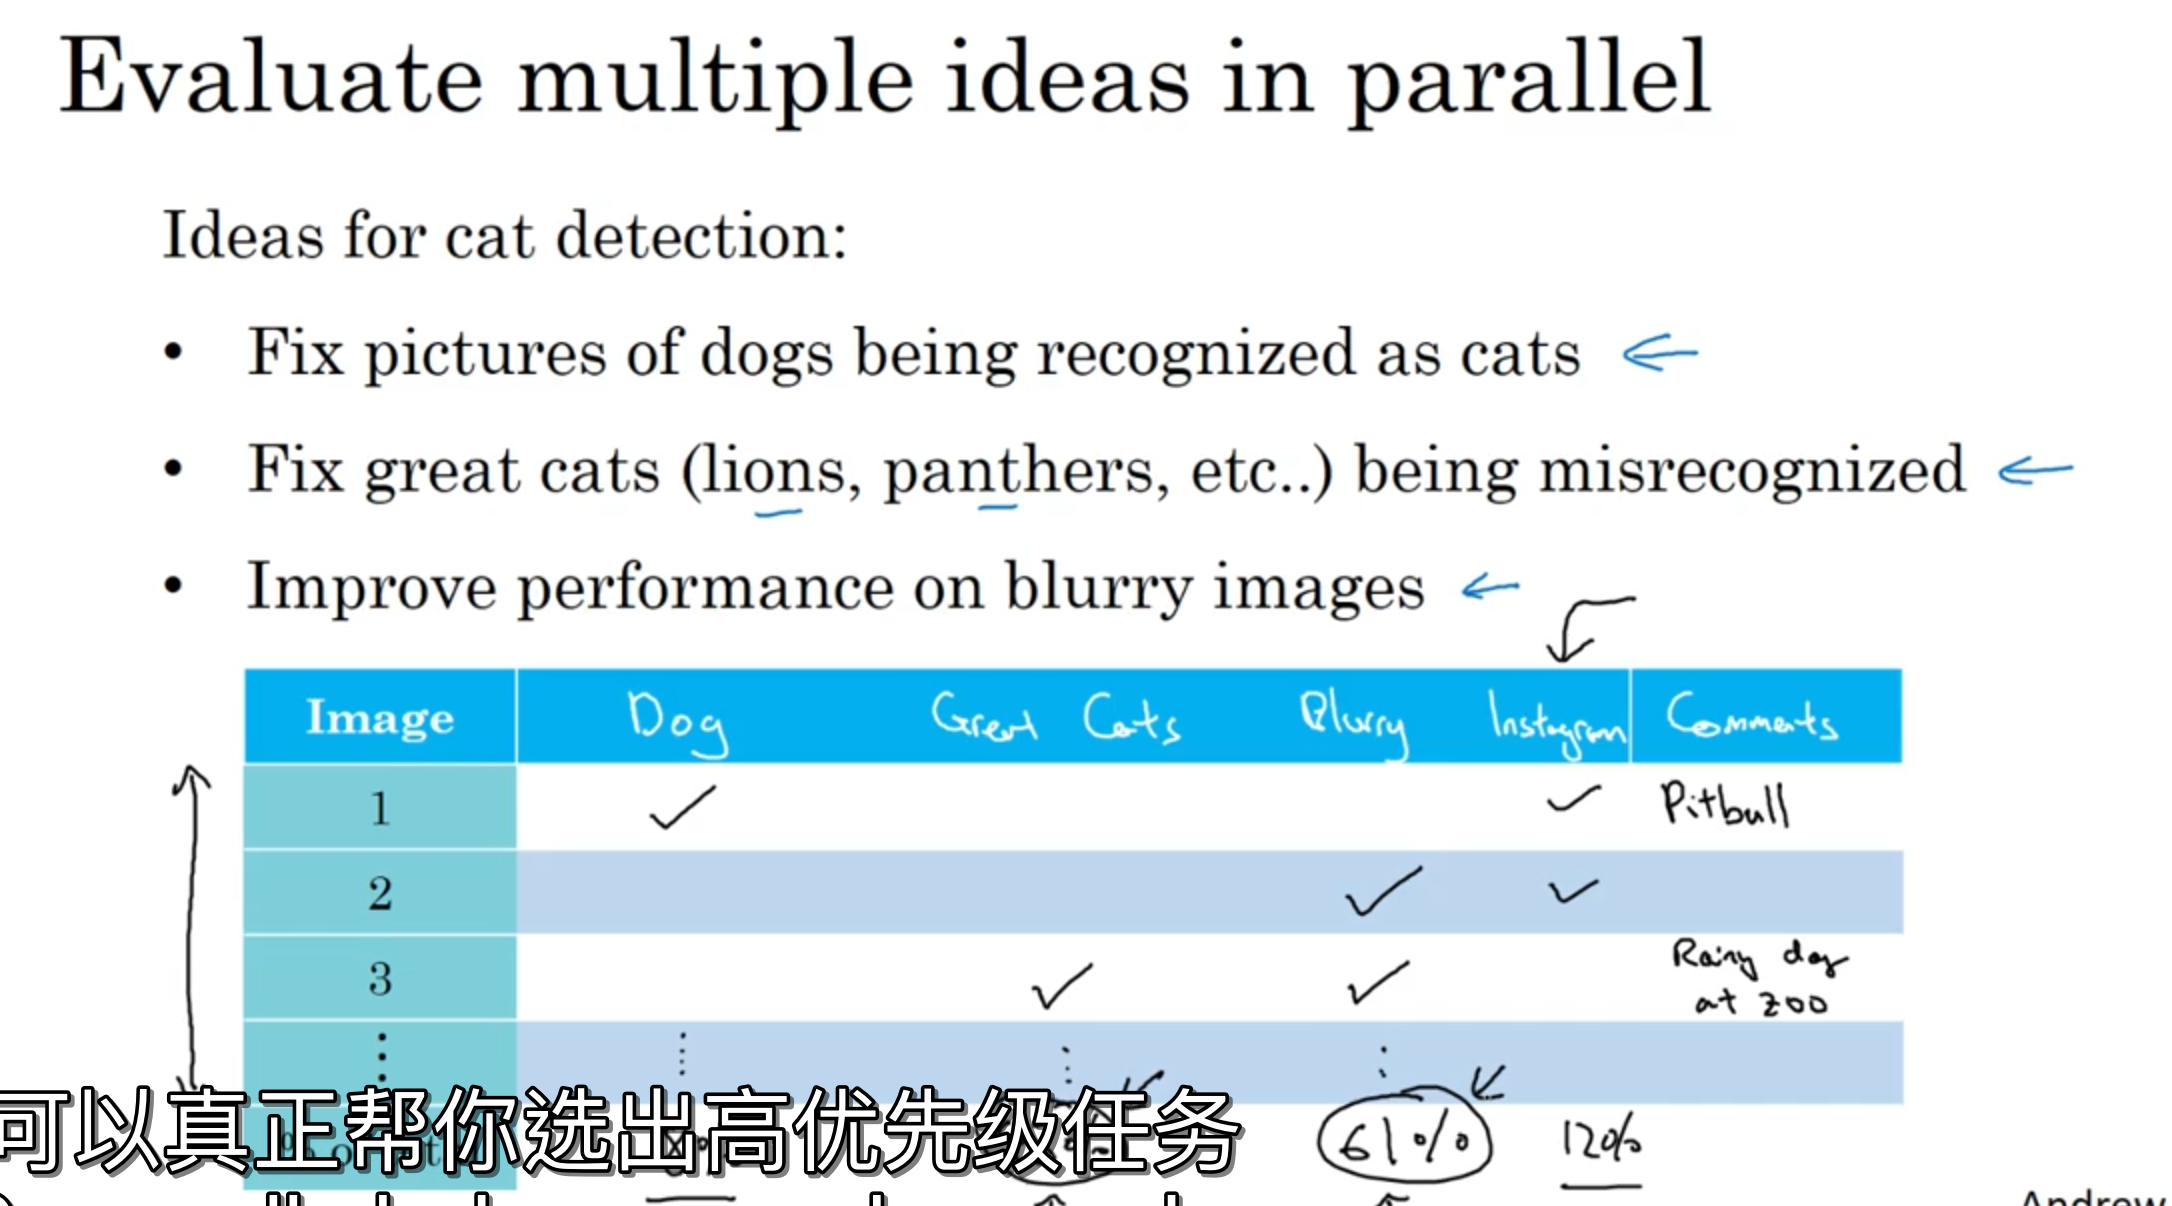 Evaluate multiple ideas in parallel
Ideas for cat detection:
• Fix pictures of dogs being recognized as cats
• Fix great cats (lions, panthers, etc..) being misrecognized
• Improve performance on blurry images
Image Dog Great Cats Blurry Instagram Comments
1 ✓ ✓ Pitbull
2 ✓ ✓
3 ✓ ✓ Rainy day
at zoo
61% 12%
可以真正帮你选出高优先级任务
Andrew